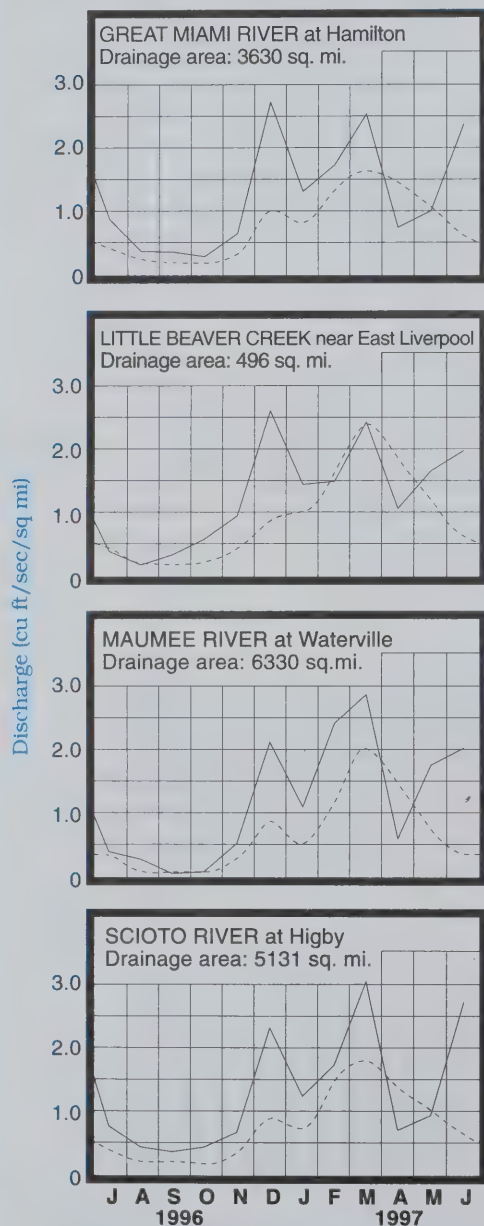 GREAT MIAMI RIVER at Hamilton
Drainage area: 3630 sq. mi.
3.0
2.0
1.0
0
LITTLE BEAVER CREEK near East Liverpool
Drainage area: 496 sq. mi.
3.0
2.0
1.0
0
Discharge (cu ft/sec/sq mi)
MAUMEE RIVER at Waterville
Drainage area: 6330 sq.mi.
3.0
2.0
1.0
0
SCIOTO RIVER at Higby
Drainage area: 5131 sq. mi.
3.0
2.0
1.0
0
J A S O N D J F M A M J
1996 1997